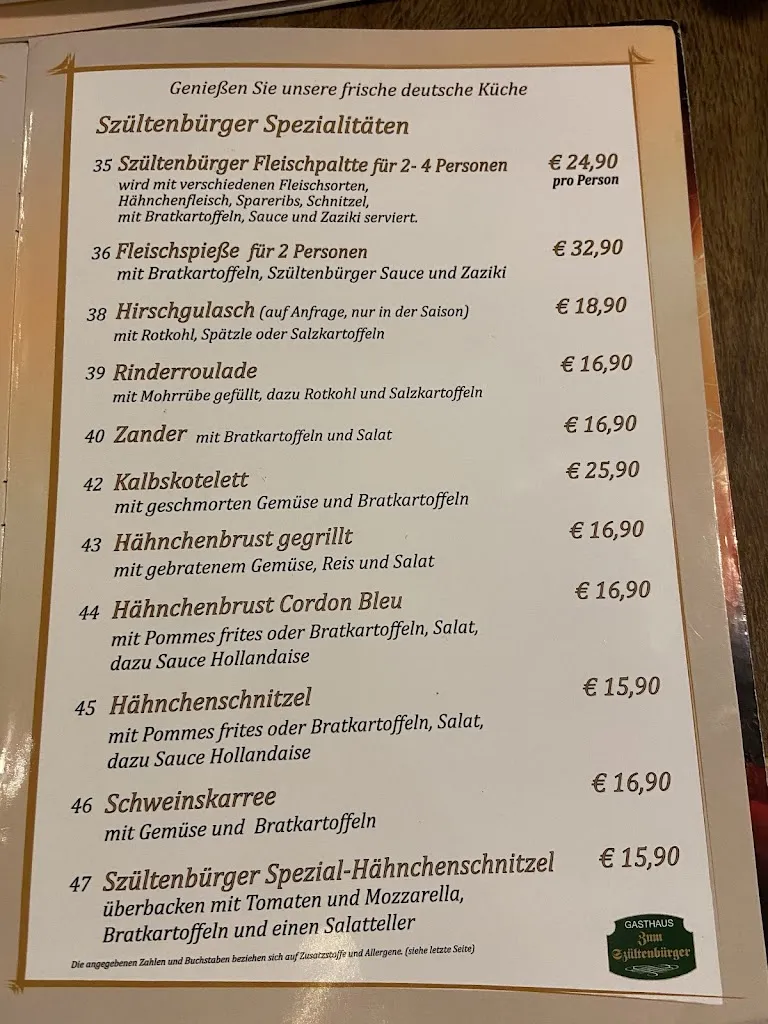 Genießen Sie unsere frische deutsche Küche
Szültenbürger Spezialitäten
35 Szültenbürger Fleischpaltte für 2- 4 Personen € 24,90
pro Person
wird mit verschiedenen Fleischsorten,
Hähnchenfleisch, Spareribs, Schnitzel,
mit Bratkartoffeln, Sauce und Zaziki serviert.
36 Fleischspieße für 2 Personen € 32,90
mit Bratkartoffeln, Szültenbürger Sauce und Zaziki
38 Hirschgulasch (auf Anfrage, nur in der Saison) € 18,90
mit Rotkohl, Spätzle oder Salzkartoffeln
39 Rinderroulade € 16,90
mit Mohrrübe gefüllt, dazu Rotkohl und Salzkartoffeln
40 Zander mit Bratkartoffeln und Salat € 16,90
42 Kalbskotelett € 25,90
mit geschmorten Gemüse und Bratkartoffeln
43 Hähnchenbrust gegrillt € 16,90
mit gebratenem Gemüse, Reis und Salat
44 Hähnchenbrust Cordon Bleu € 16,90
mit Pommes frites oder Bratkartoffeln, Salat,
dazu Sauce Hollandaise
45 Hähnchenschnitzel € 15,90
mit Pommes frites oder Bratkartoffeln, Salat,
dazu Sauce Hollandaise
46 Schweinskarree € 16,90
mit Gemüse und Bratkartoffeln
47 Szültenbürger Spezial-Hähnchenschnitzel € 15,90
überbacken mit Tomaten und Mozzarella,
Bratkartoffeln und einen Salatteller
Die angegebenen Zahlen und Buchstaben beziehen sich auf Zusatzstoffe und Allergene. (siehe letzte Seite)
GASTHAUS
Zum
Szültenbürger